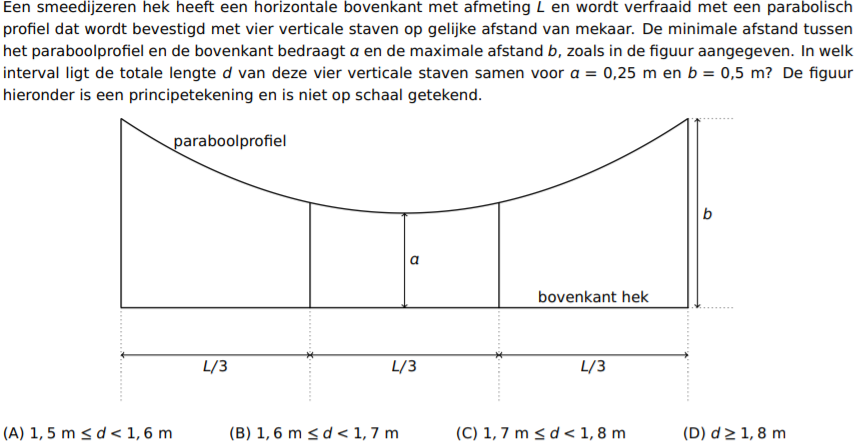 Een smeedijzeren hek heeft een horizontale bovenkant met afmeting L en wordt verfraaid met een parabolisch
profiel dat wordt bevestigd met vier verticale staven op gelijke afstand van mekaar. De minimale afstand tussen
het paraboolprofiel en de bovenkant bedraagt a en de maximale afstand b, zoals in de figuur aangegeven. In welk
interval ligt de totale lengte d van deze vier verticale staven samen voor a = 0,25 m en b = 0,5 m? De figuur
hieronder is een principetekening en is niet op schaal getekend.
paraboolprofiel
b
a
bovenkant hek
L/3 L/3 L/3
(A) 1, 5 m ≤ d < 1, 6 m (B) 1, 6 m ≤ d < 1, 7 m (C) 1, 7 m ≤ d < 1, 8 m (D) d ≥ 1, 8 m